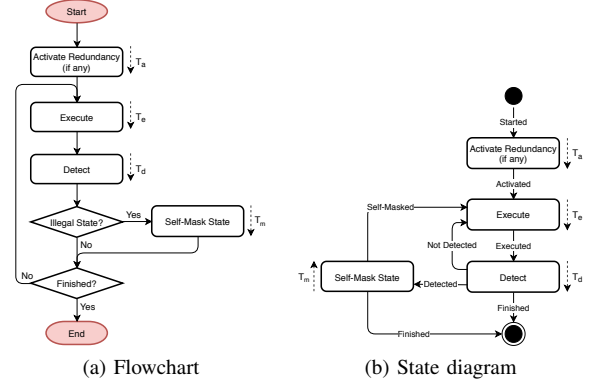 Start
Activate Redundancy
(if any)
Tₐ
Execute
Tₑ
Detect
T_d
Illegal State?
Yes
Self-Mask State
Tₘ
No
Finished?
No
Yes
End
(a) Flowchart
Started
Activate Redundancy
(if any)
Tₐ
Activated
Self-Masked
Execute
Tₑ
Not Detected
Executed
Tₘ
Self-Mask State
Detected
Detect
T_d
Finished
Finished
(b) State diagram